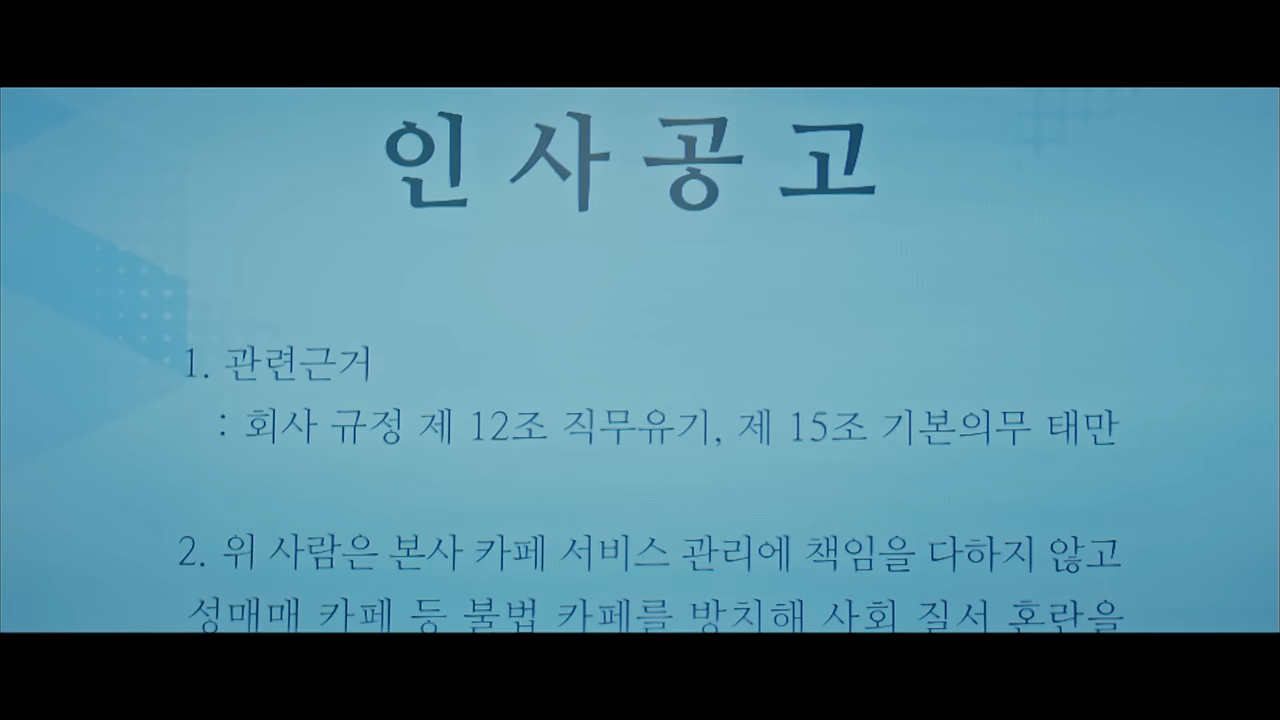 인사공고
1. 관련근거
: 회사 규정 제 12조 직무유기, 제 15조 기본의무 태만
2. 위 사람은 본사 카페 서비스 관리에 책임을 다하지 않고
성매매 카페 등 불법 카페를 방치해 사회 질서 혼란을